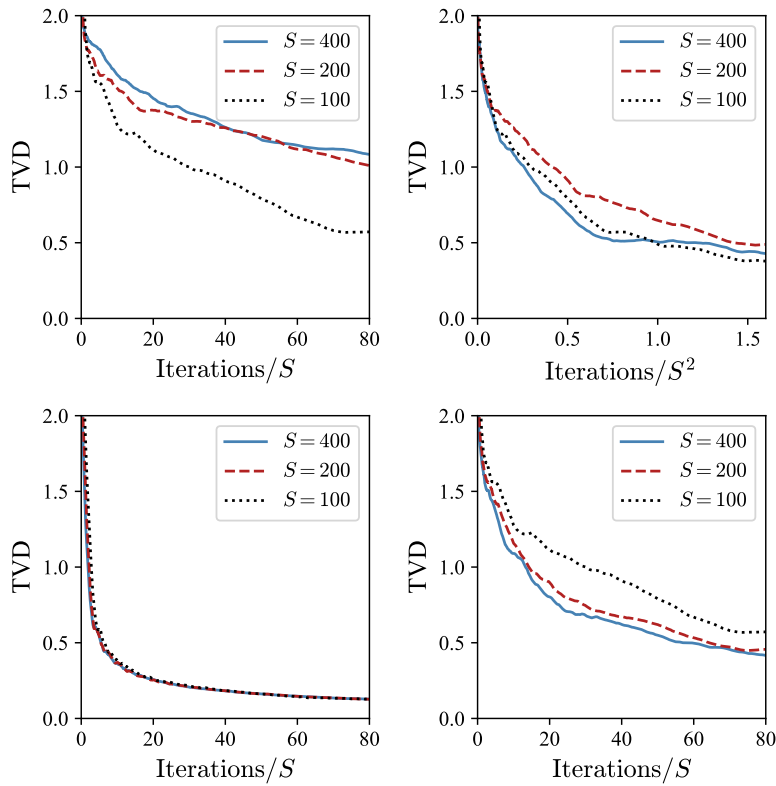 2.0
1.5
1.0
0.5
0.0
TVD
S = 400
S = 200
S = 100
0 20 40 60 80
Iterations/S
2.0
1.5
1.0
0.5
0.0
TVD
S = 400
S = 200
S = 100
0.0 0.5 1.0 1.5
Iterations/S²
2.0
1.5
1.0
0.5
0.0
TVD
S = 400
S = 200
S = 100
0 20 40 60 80
Iterations/S
2.0
1.5
1.0
0.5
0.0
TVD
S = 400
S = 200
S = 100
0 20 40 60 80
Iterations/S